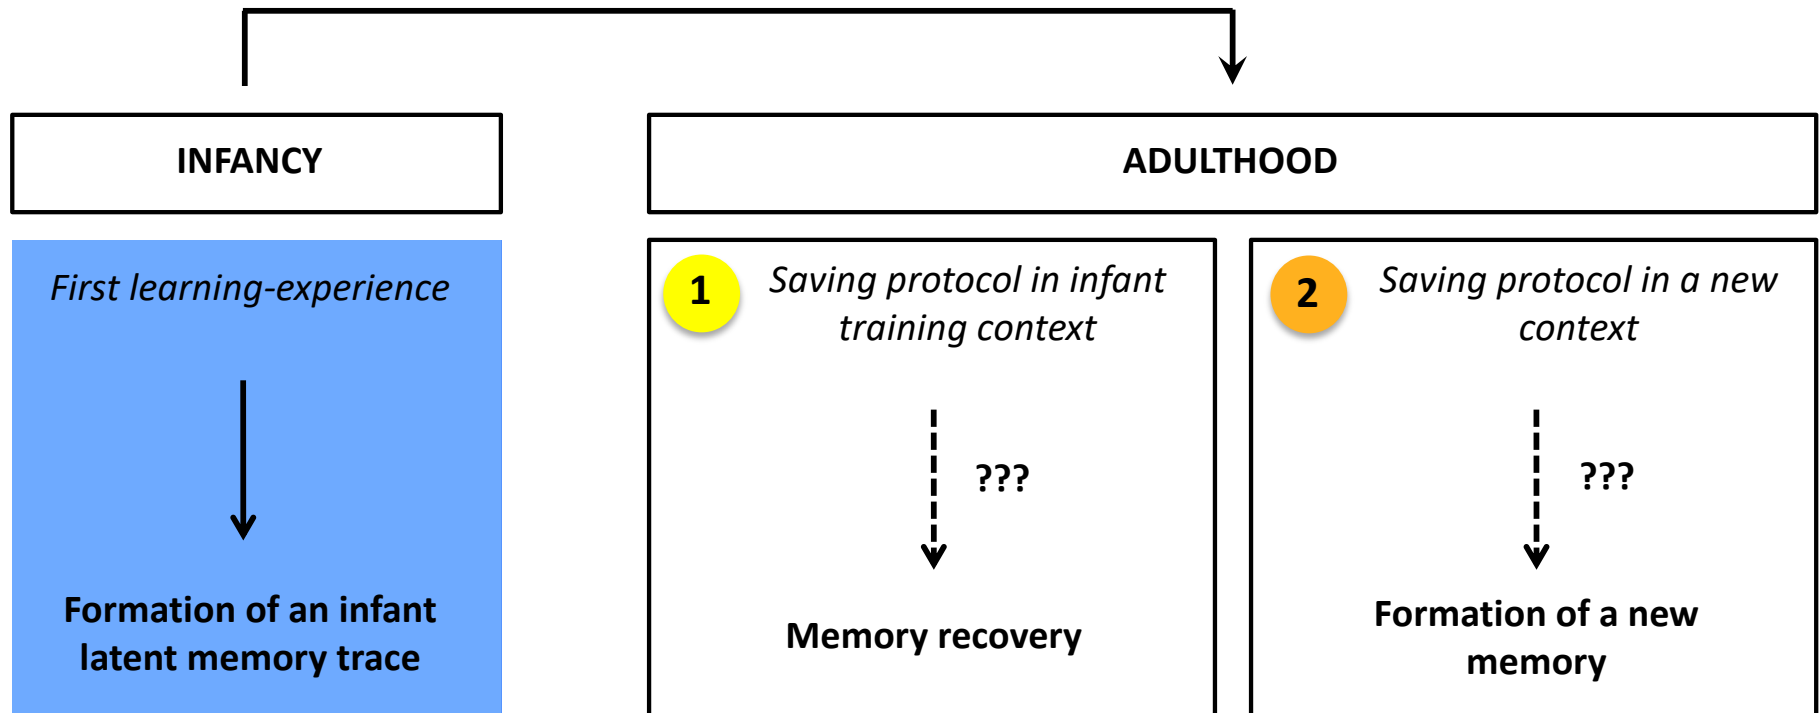 INFANCY
ADULTHOOD
First learning-experience
Formation of an infant
latent memory trace
1
Saving protocol in infant
training context
???
Memory recovery
2
Saving protocol in a new
context
???
Formation of a new
memory